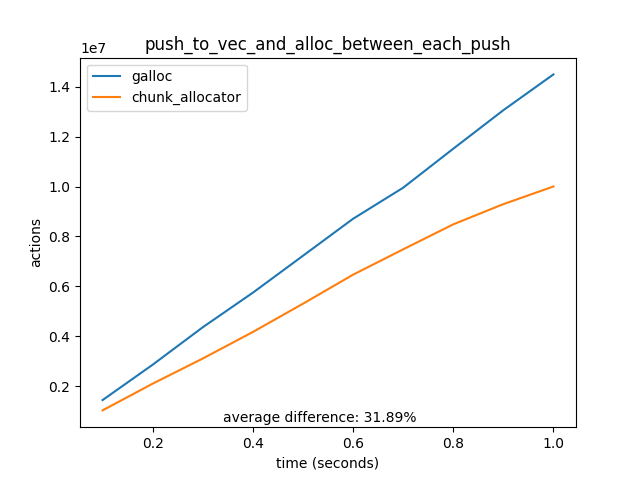 push_to_vec_and_alloc_between_each_push
1e7
galloc
chunk_allocator
1.4
1.2
1.0
0.8
0.6
0.4
0.2
actions
average difference: 31.89%
0.2 0.4 0.6 0.8 1.0
time (seconds)